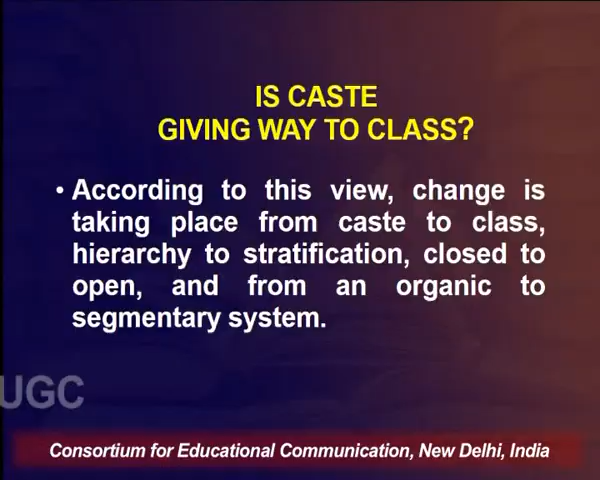 IS CASTE
GIVING WAY TO CLASS?
• According to this view, change is
taking place from caste to class,
hierarchy to stratification, closed to
open, and from an organic to
segmentary system.
UGC
Consortium for Educational Communication, New Delhi, India